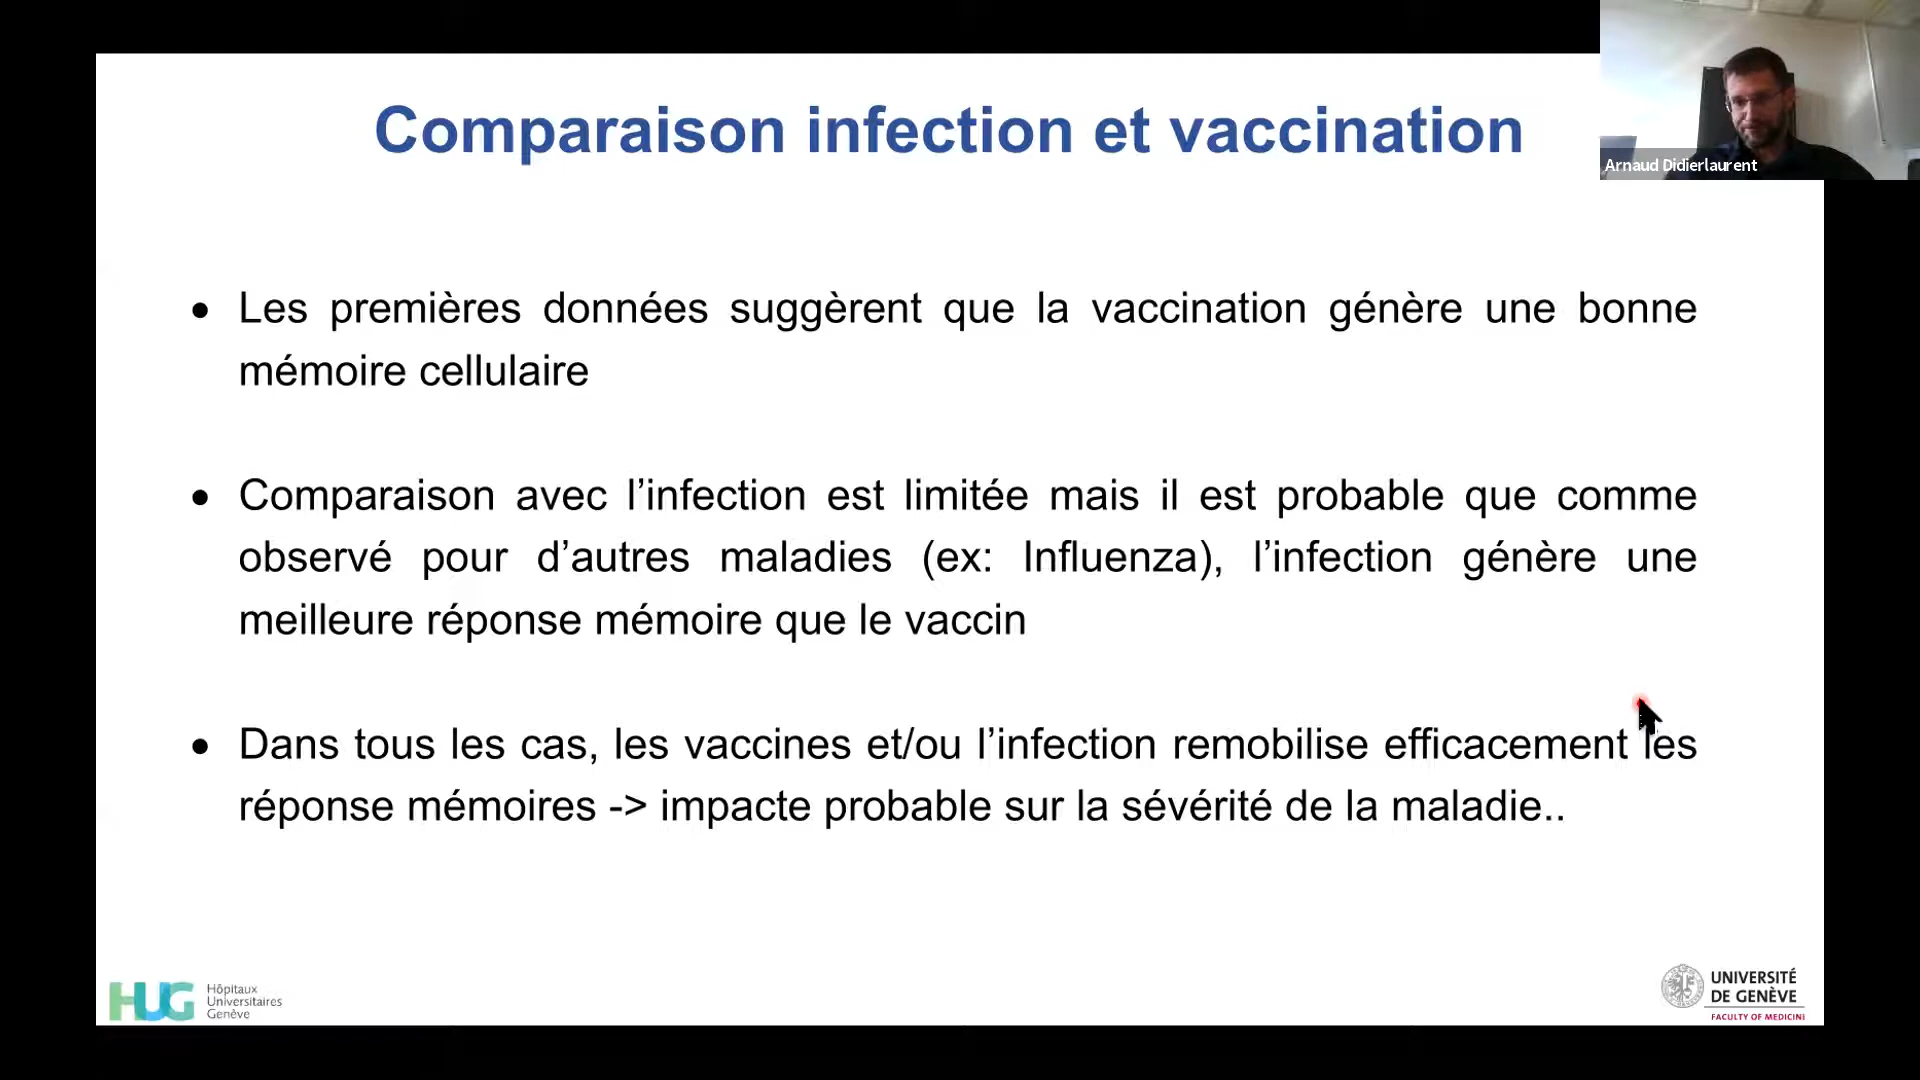 Comparaison infection et vaccination
Arnaud Didierlaurent
• Les premières données suggèrent que la vaccination génère une bonne
mémoire cellulaire
• Comparaison avec l’infection est limitée mais il est probable que comme
observé pour d’autres maladies (ex: Influenza), l’infection génère une
meilleure réponse mémoire que le vaccin
• Dans tous les cas, les vaccines et/ou l’infection remobilise efficacement les
réponse mémoires -> impacte probable sur la sévérité de la maladie..
HUG
Hôpitaux
Universitaires
Genève
UNIVERSITÉ
DE GENÈVE
FACULTY OF MEDICINE